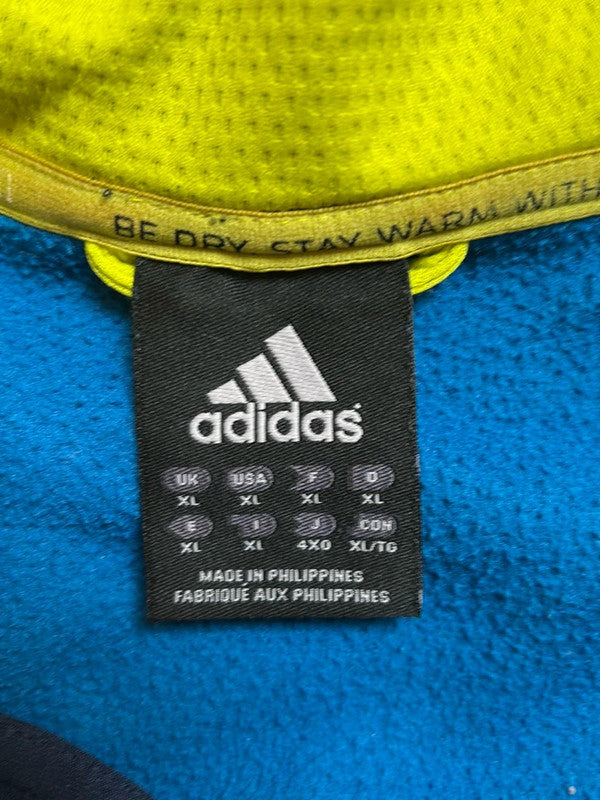 BE DRY. STAY WARM WITH
adidas
UK USA F D
XL XL XL XL
E I J CDN
XL XL 4XO XL/TG
MADE IN PHILIPPINES
FABRIQUÉ AUX PHILIPPINES